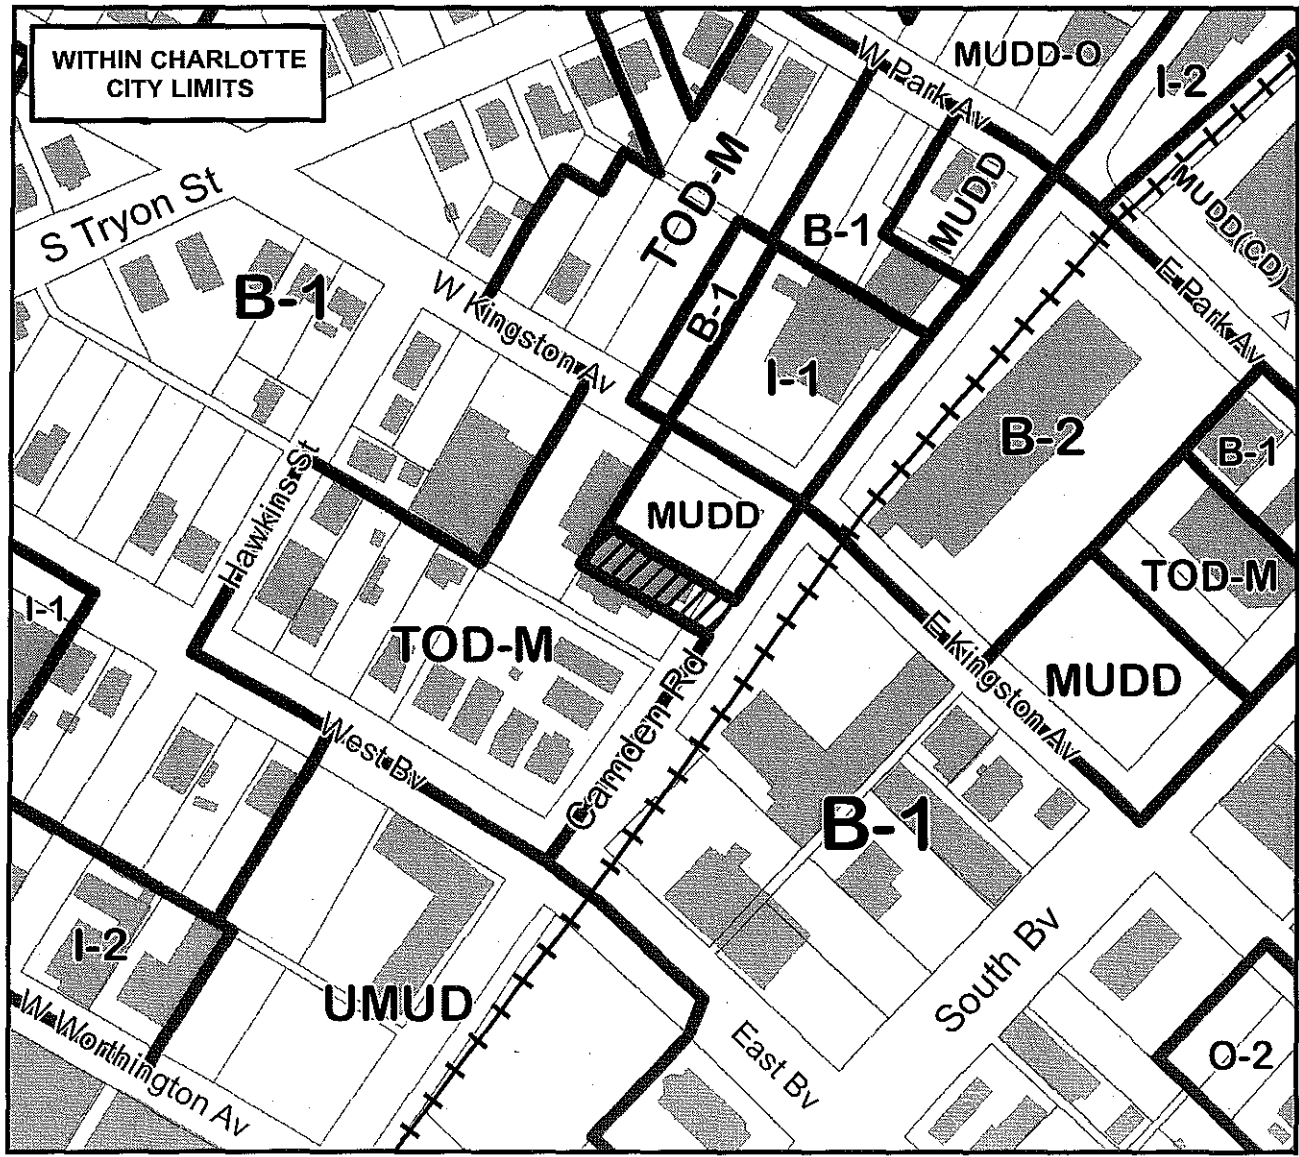 WITHIN CHARLOTTE
CITY LIMITS
MUDD-O
W Park Av
I-2
S Tryon St
TOD-M
B-1
MUDD
MUDD(CD)
B-1
W Kingston Av
B-1
E Park Av
I-1
B-2
B-1
Hawkins St
MUDD
I-1
TOD-M
TOD-M
E Kingston Av
MUDD
Camden Rd
West Bv
B-1
I-2
UMUD
South Bv
W Worthington Av
East Bv
O-2